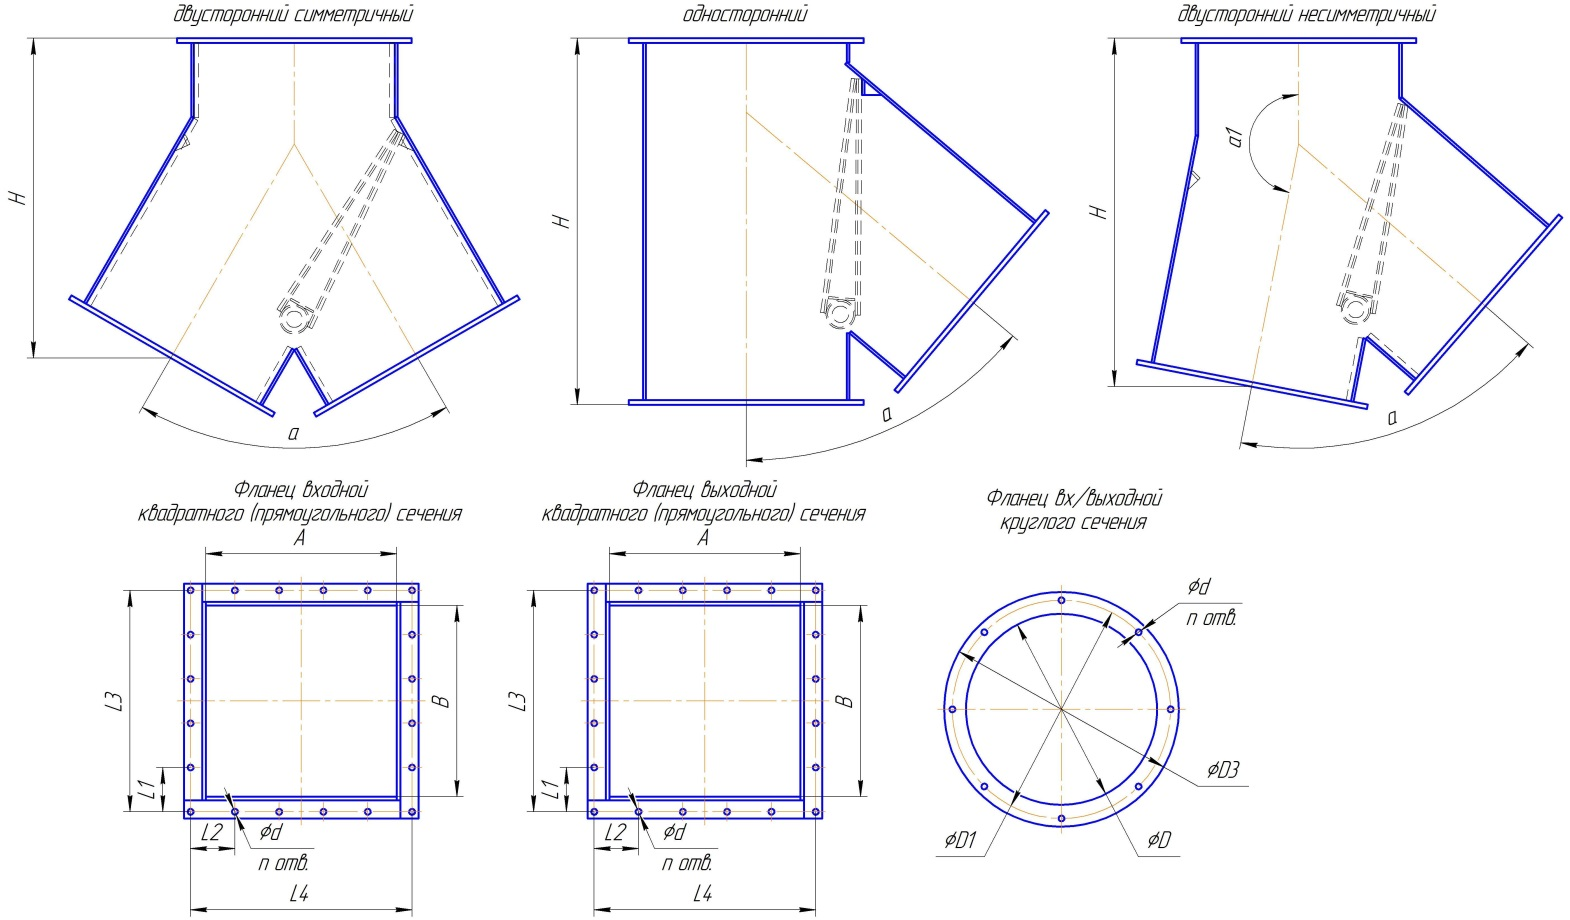 двусторонний симметричный
односторонний
двусторонний несимметричный
H
a
H
a
H
a1
a
Фланец входной
квадратного (прямоугольного) сечения
A
L3
L1
B
L2
ϕd
n отв.
L4
Фланец выходной
квадратного (прямоугольного) сечения
A
L3
L1
B
L2
ϕd
n отв.
L4
Фланец вх/выходной
круглого сечения
ϕd
n отв.
ϕD3
ϕD1
ϕD